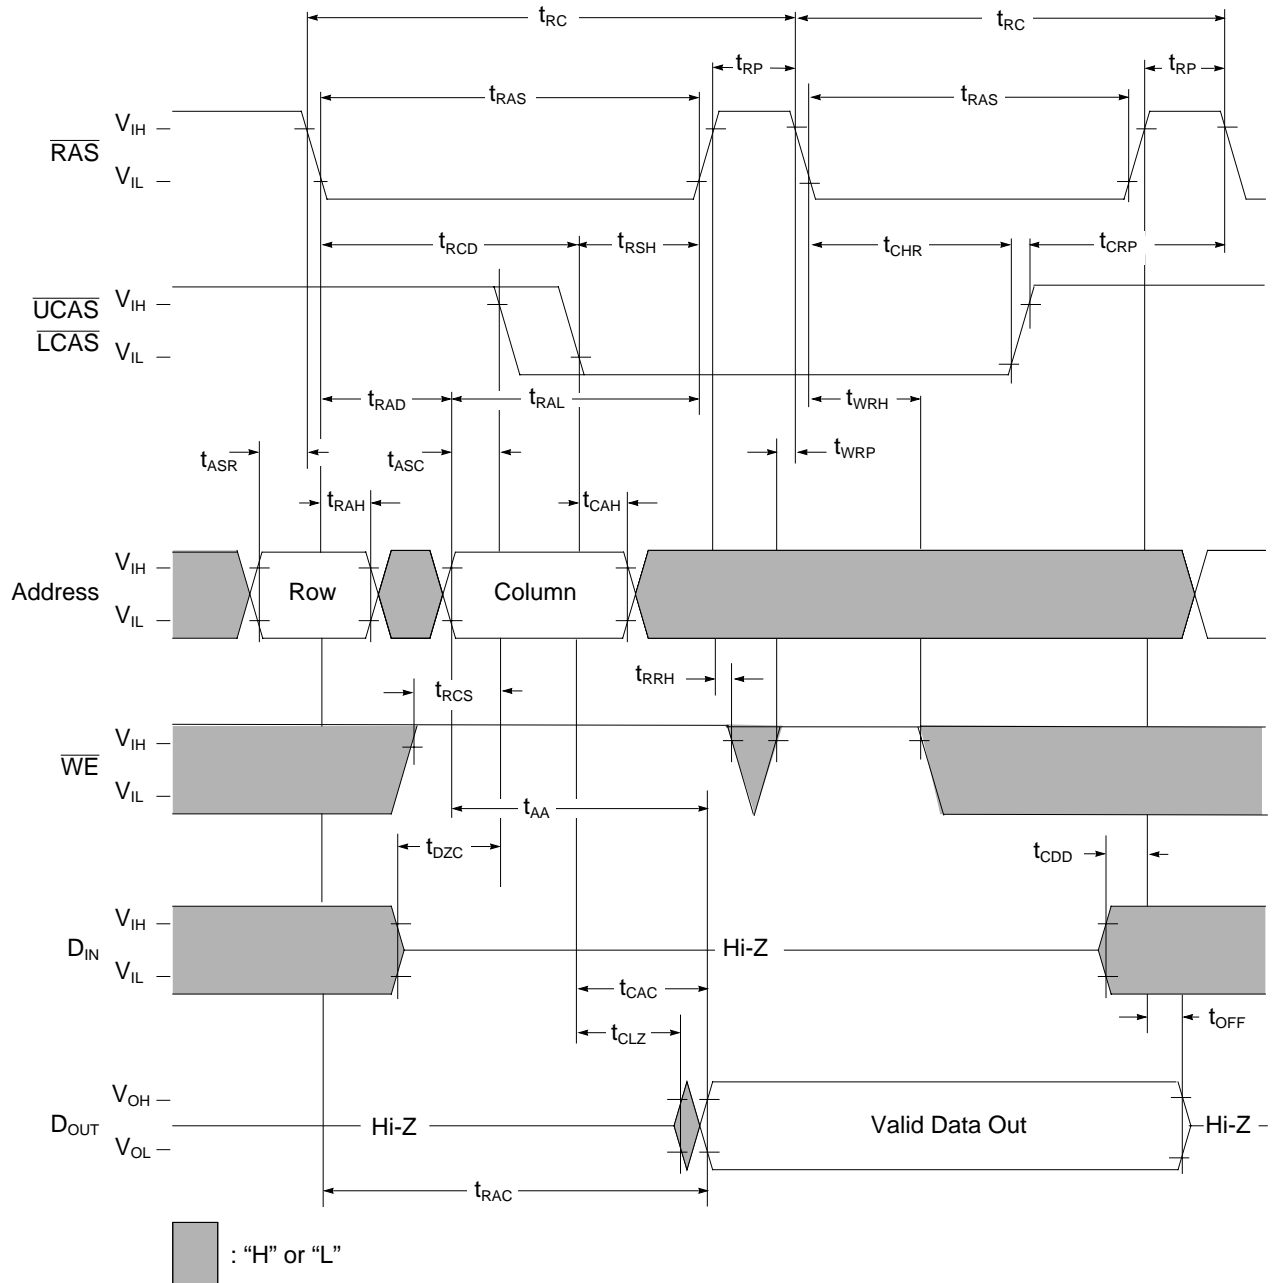 tRC tRC
tRP tRP
tRAS tRAS
RAS VIH
VIL
tRCD tRSH tCHR tCRP
UCAS VIH
LCAS VIL
tRAD tRAL tWRH
tASR tASC tWRP
tRAH tCAH
Address VIH
Row Column
VIL
tRCS tRRH
WE VIH
VIL
tAA
tDZC tCDD
DIN VIH
Hi-Z
VIL
tCAC
tCLZ tOFF
DOUT VOH
Hi-Z Valid Data Out Hi-Z
VOL
tRAC
: “H” or “L”